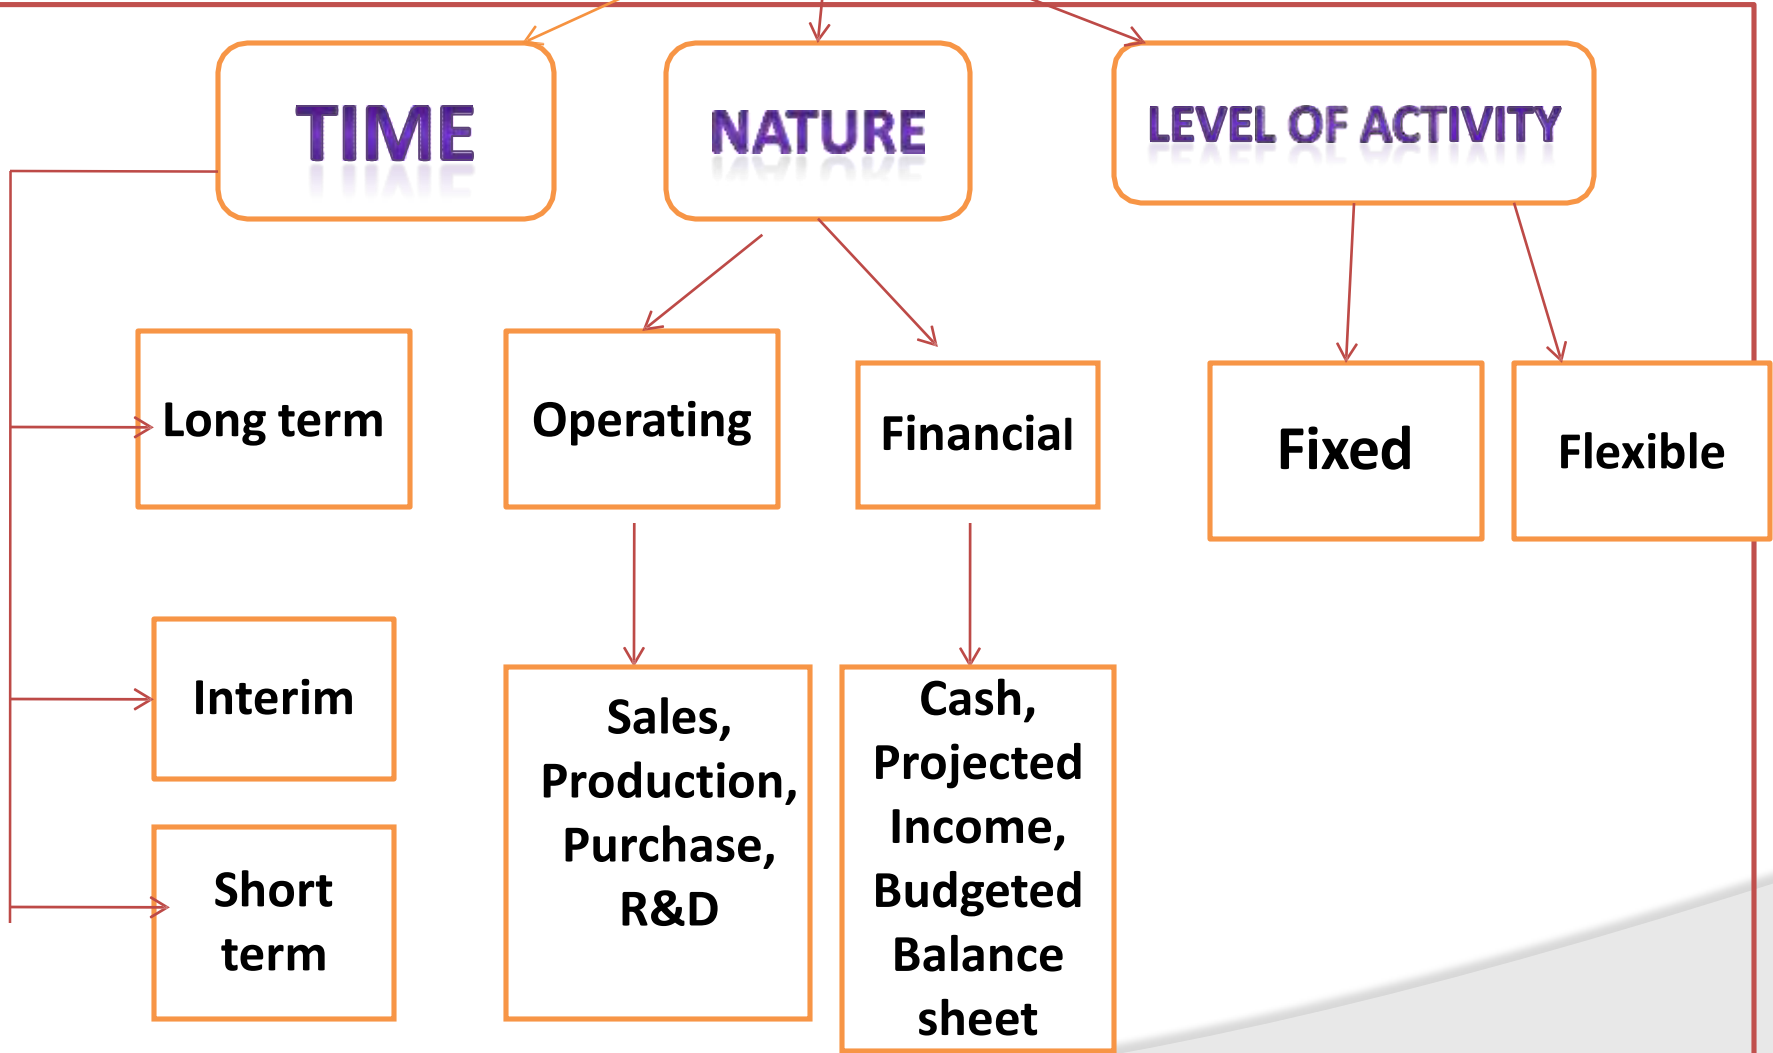 TIME
NATURE
LEVEL OF ACTIVITY
Long term
Operating
Financial
Fixed
Flexible
Interim
Short
term
Sales,
Production,
Purchase,
R&D
Cash,
Projected
Income,
Budgeted
Balance
sheet